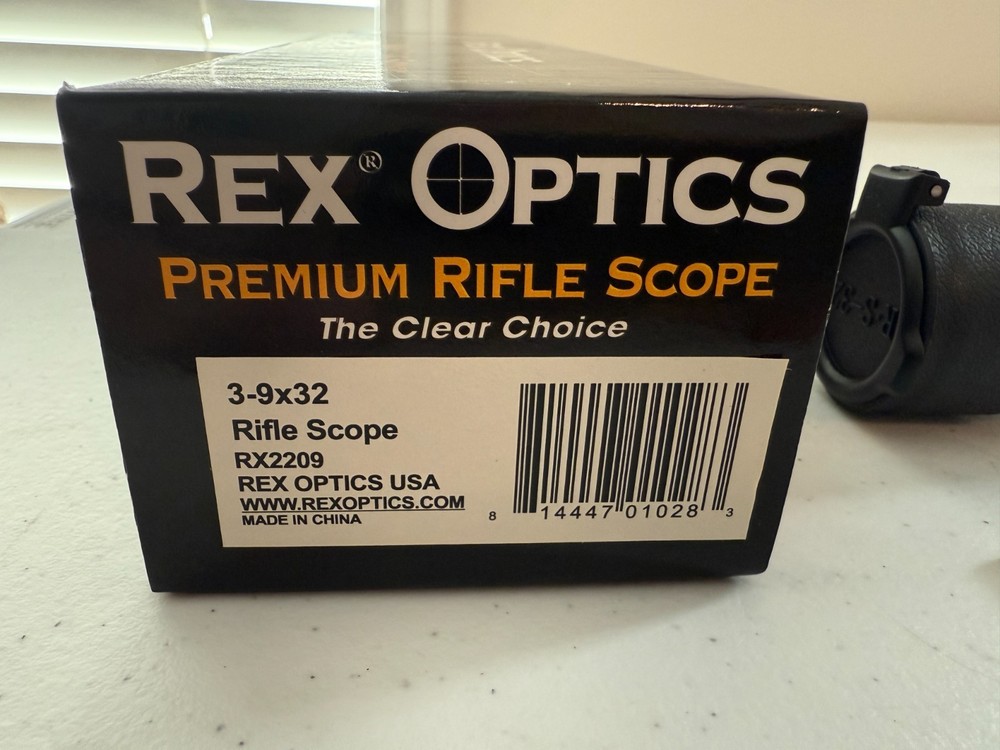 REX® OPTICS
PREMIUM RIFLE SCOPE
The Clear Choice
3-9x32
Rifle Scope
RX2209
REX OPTICS USA
WWW.REXOPTICS.COM
MADE IN CHINA
8 14447 01028 3